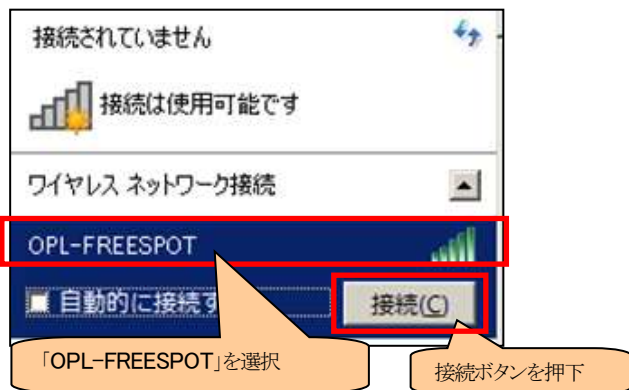 接続されていません
接続は使用可能です
ワイヤレス ネットワーク接続
OPL-FREESPOT
自動的に接続す
接続(C)
「OPL-FREESPOT」を選択
接続ボタンを押下